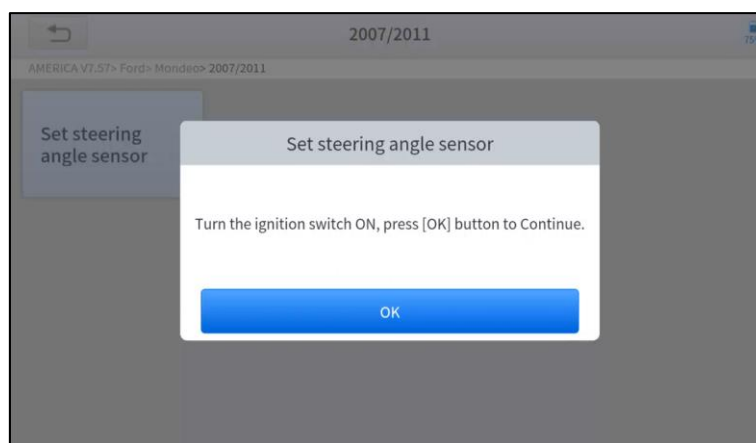 2007/2011
AMERICA V7.57> Ford> Mondeo> 2007/2011
Set steering
angle sensor
Set steering angle sensor
Turn the ignition switch ON, press [OK] button to Continue.
OK